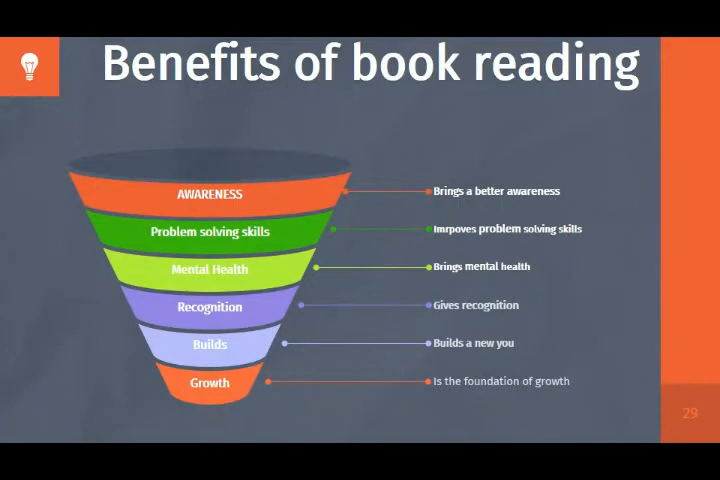 Benefits of book reading
AWARENESS
Brings a better awareness
Problem solving skills
Imrpoves problem solving skills
Mental Health
Brings mental health
Recognition
Gives recognition
Builds
Builds a new you
Growth
Is the foundation of growth
29